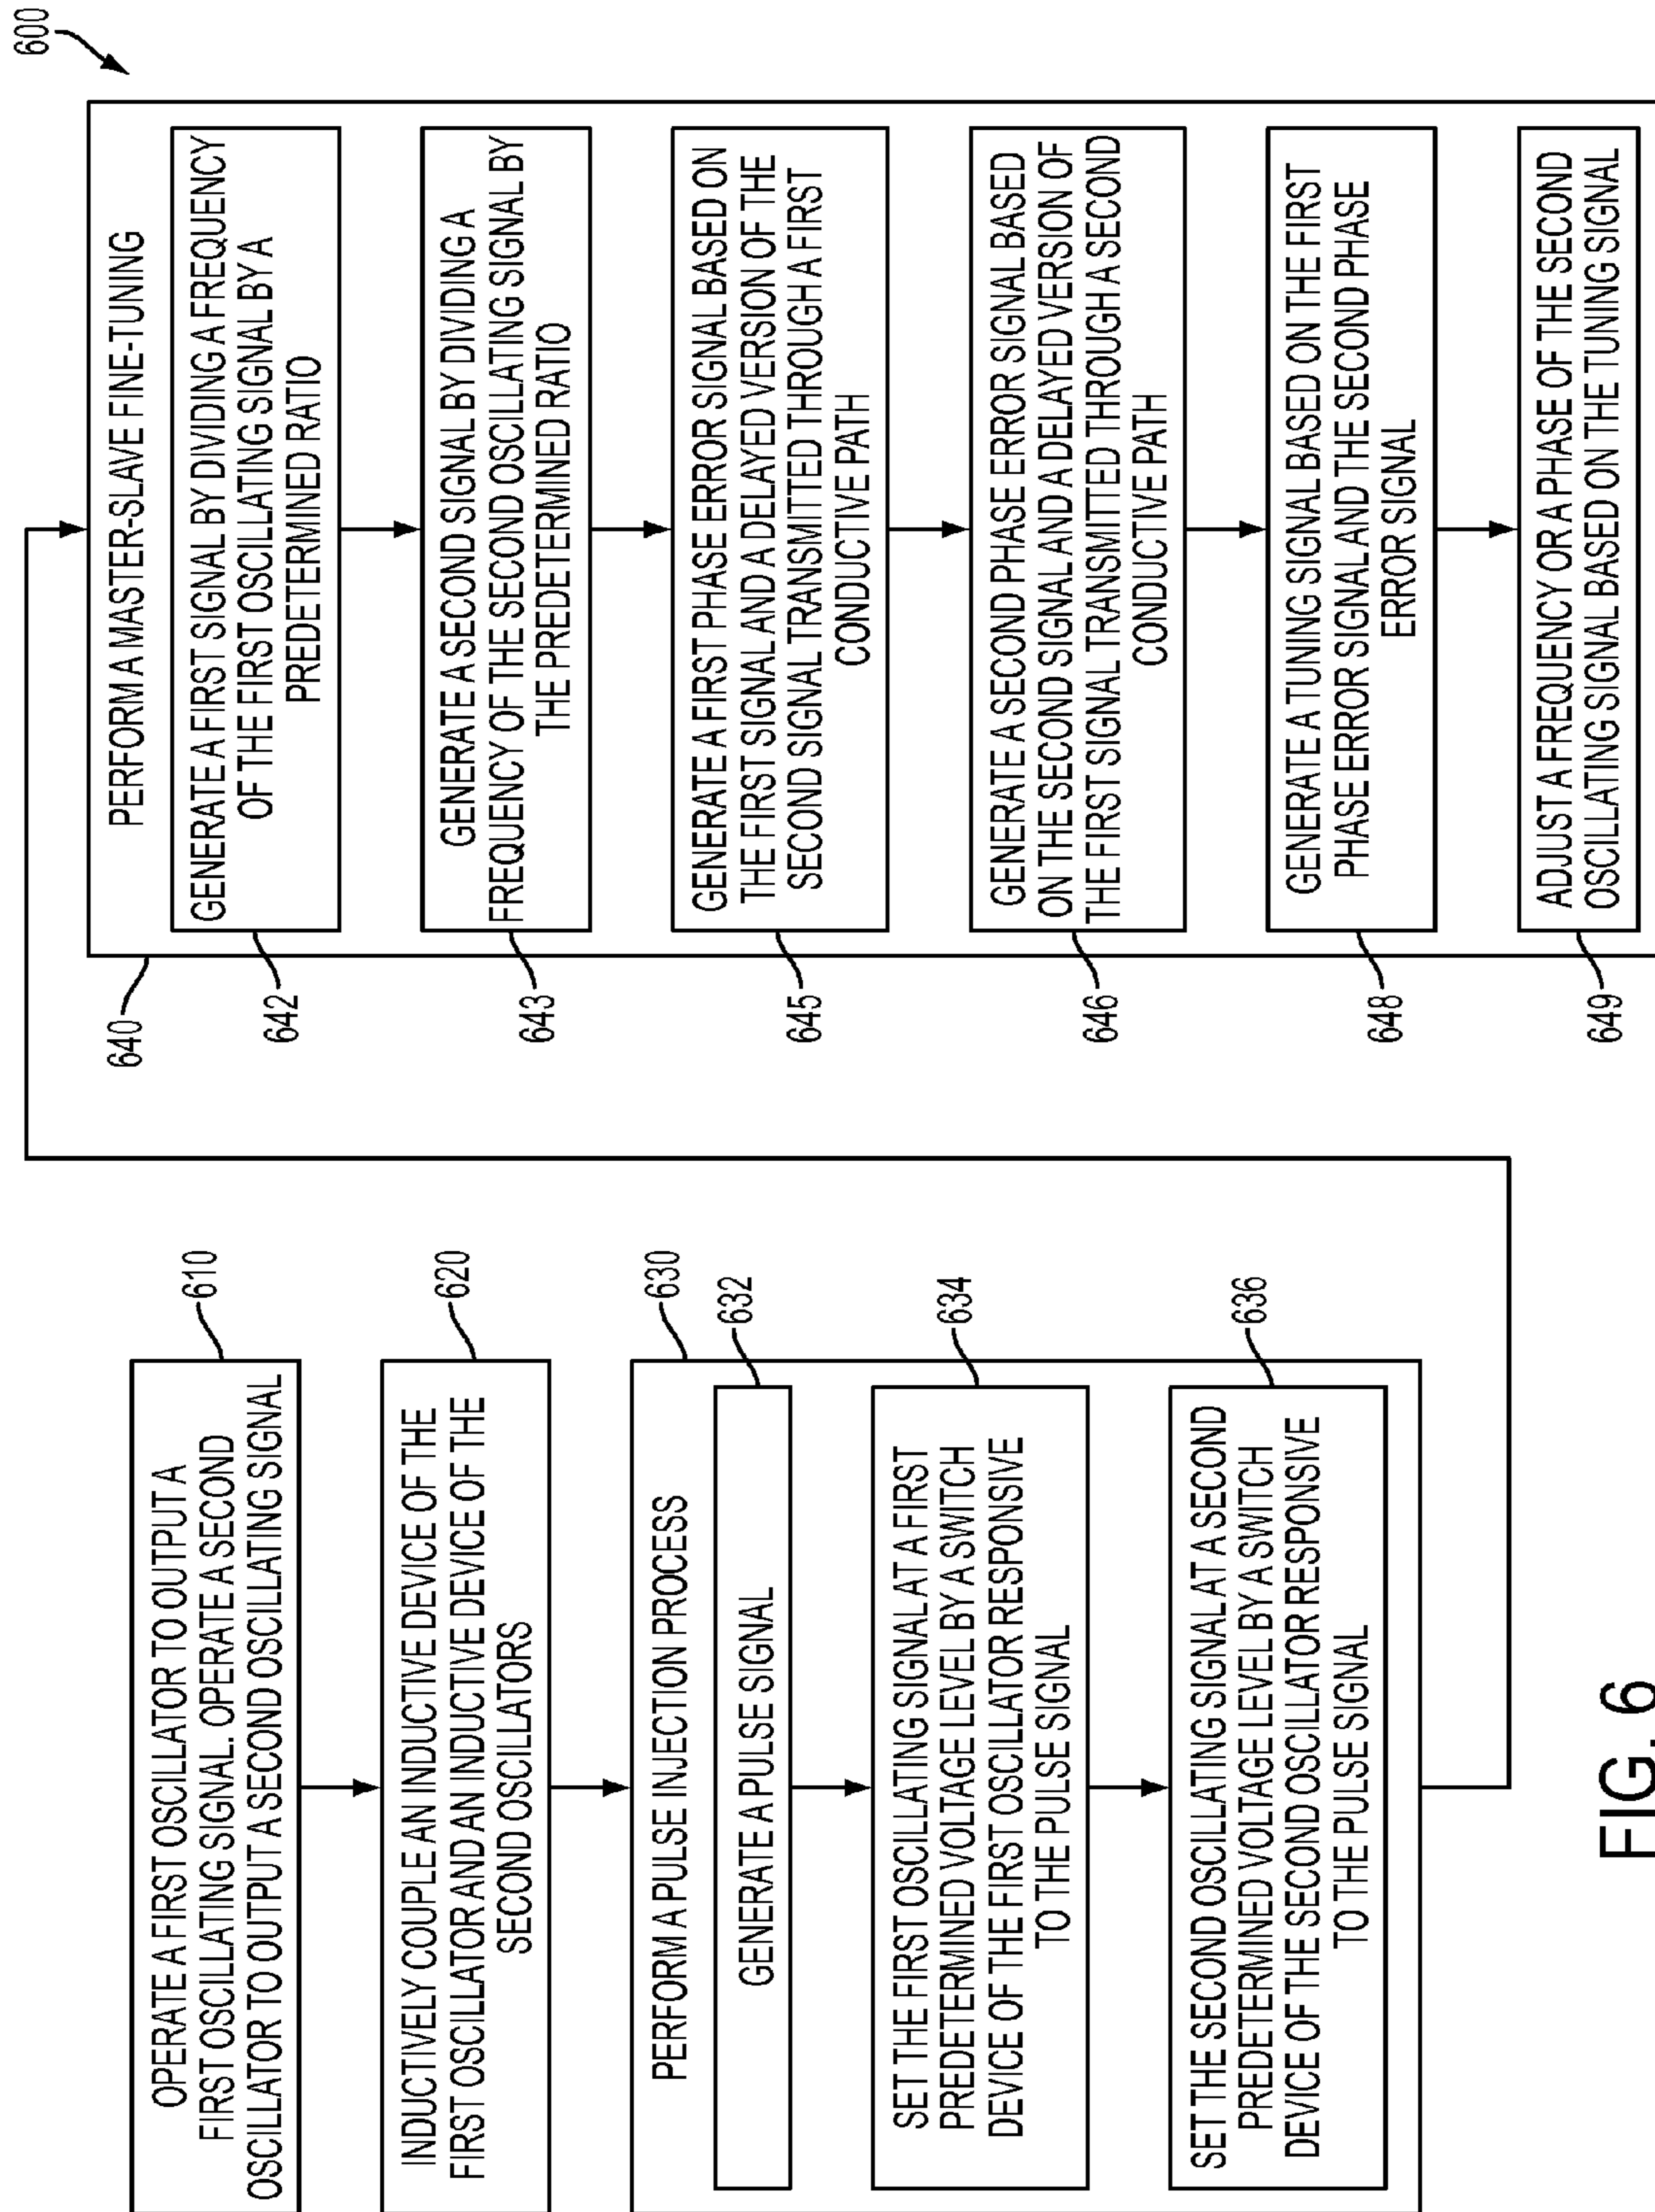 600
OPERATE A FIRST OSCILLATOR TO OUTPUT A
FIRST OSCILLATING SIGNAL. OPERATE A SECOND
OSCILLATOR TO OUTPUT A SECOND OSCILLATING SIGNAL
610
INDUCTIVELY COUPLE AN INDUCTIVE DEVICE OF THE
FIRST OSCILLATOR AND AN INDUCTIVE DEVICE OF THE
SECOND OSCILLATORS
620
PERFORM A PULSE INJECTION PROCESS
630
GENERATE A PULSE SIGNAL
632
SET THE FIRST OSCILLATING SIGNAL AT A FIRST
PREDETERMINED VOLTAGE LEVEL BY A SWITCH
DEVICE OF THE FIRST OSCILLATOR RESPONSIVE
TO THE PULSE SIGNAL
634
SET THE SECOND OSCILLATING SIGNAL AT A SECOND
PREDETERMINED VOLTAGE LEVEL BY A SWITCH
DEVICE OF THE SECOND OSCILLATOR RESPONSIVE
TO THE PULSE SIGNAL
636
640
PERFORM A MASTER-SLAVE FINE-TUNING
GENERATE A FIRST SIGNAL BY DIVIDING A FREQUENCY
OF THE FIRST OSCILLATING SIGNAL BY A
PREDETERMINED RATIO
642
GENERATE A SECOND SIGNAL BY DIVIDING A
FREQUENCY OF THE SECOND OSCILLATING SIGNAL BY
THE PREDETERMINED RATIO
643
GENERATE A FIRST PHASE ERROR SIGNAL BASED ON
THE FIRST SIGNAL AND A DELAYED VERSION OF THE
SECOND SIGNAL TRANSMITTED THROUGH A FIRST
CONDUCTIVE PATH
645
GENERATE A SECOND PHASE ERROR SIGNAL BASED
ON THE SECOND SIGNAL AND A DELAYED VERSION OF
THE FIRST SIGNAL TRANSMITTED THROUGH A SECOND
CONDUCTIVE PATH
646
GENERATE A TUNING SIGNAL BASED ON THE FIRST
PHASE ERROR SIGNAL AND THE SECOND PHASE
ERROR SIGNAL
648
ADJUST A FREQUENCY OR A PHASE OF THE SECOND
OSCILLATING SIGNAL BASED ON THE TUNING SIGNAL
649
FIG. 6